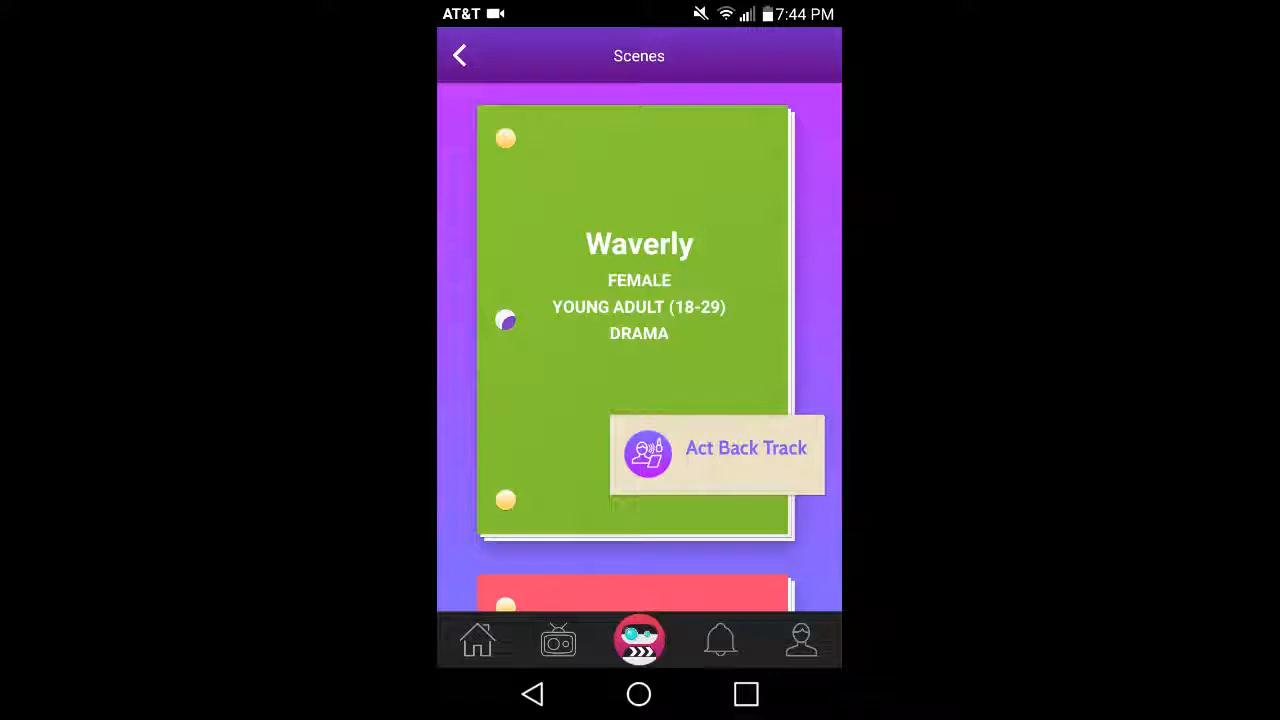 AT&T 7:44 PM
Scenes
Waverly
FEMALE
YOUNG ADULT (18-29)
DRAMA
Act Back Track